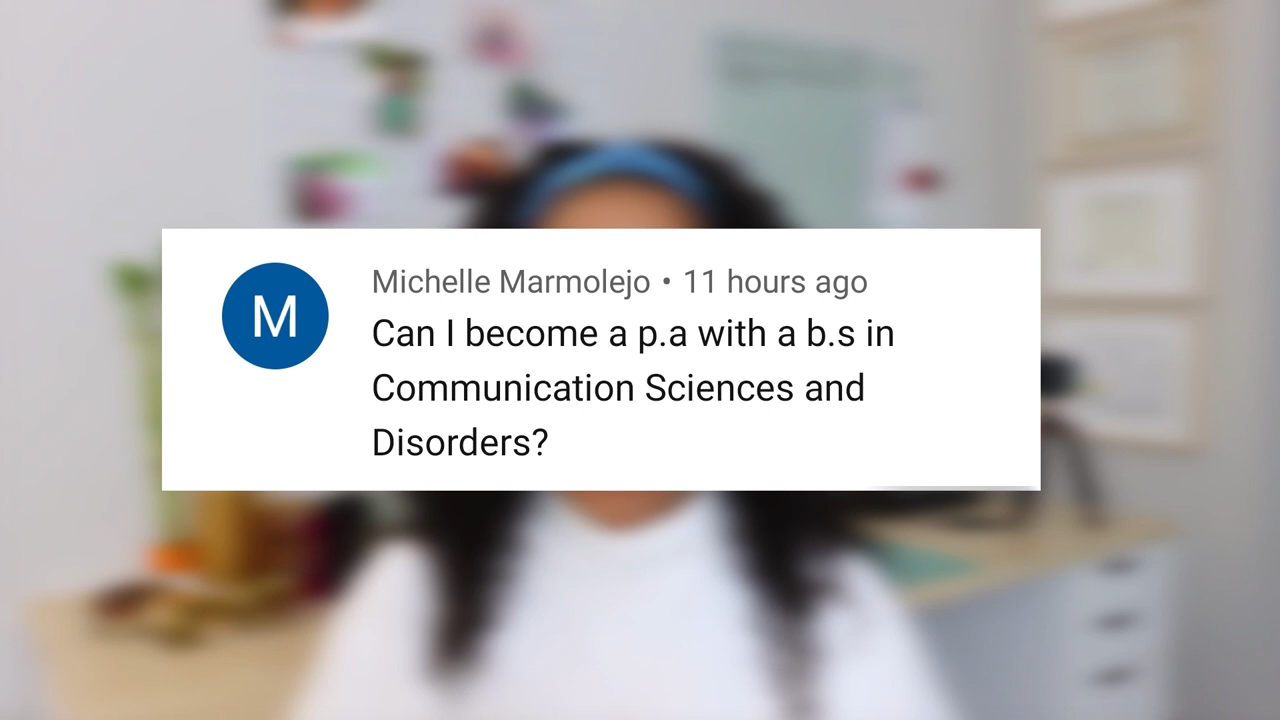 M
Michelle Marmolejo • 11 hours ago
Can I become a p.a with a b.s in
Communication Sciences and
Disorders?